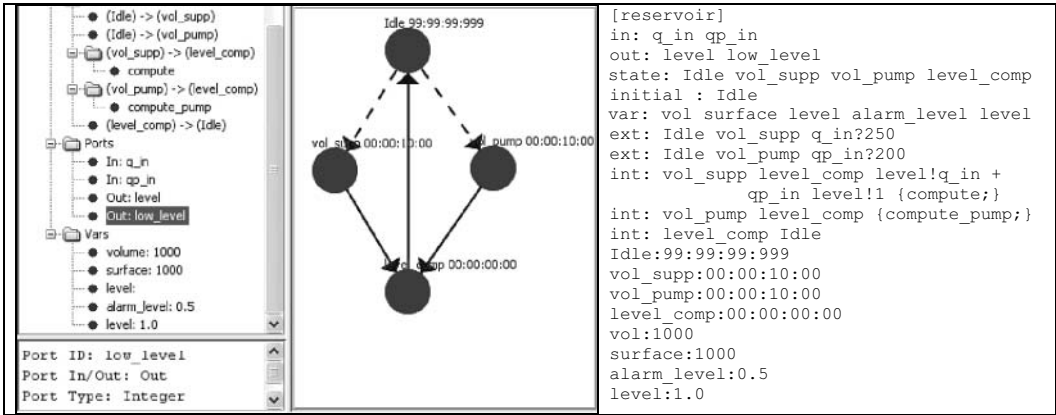 (Idle) -> (vol_supp)
(Idle) -> (vol_pump)
(vol_supp) -> (level_comp)
compute
(vol_pump) -> (level_comp)
compute_pump
(level_comp) -> (Idle)
Ports
In: q_in
In: qp_in
Out: level
Out: low_level
Vars
volume: 1000
surface: 1000
level:
alarm_level: 0.5
level: 1.0
Port ID: low_level
Port In/Out: Out
Port Type: Integer
Idle 99:99:99:999
vol_supp 00:00:10:00
vol_pump 00:00:10:00
level_comp 00:00:00:00
[reservoir]
in: q_in qp_in
out: level low_level
state: Idle vol_supp vol_pump level_comp
initial : Idle
var: vol surface level alarm_level level
ext: Idle vol_supp q_in?250
ext: Idle vol_pump qp_in?200
int: vol_supp level_comp level!q_in +
qp_in level!1 {compute;}
int: vol_pump level_comp {compute_pump;}
int: level_comp Idle
Idle:99:99:99:999
vol_supp:00:00:10:00
vol_pump:00:00:10:00
level_comp:00:00:00:00
vol:1000
surface:1000
alarm_level:0.5
level:1.0